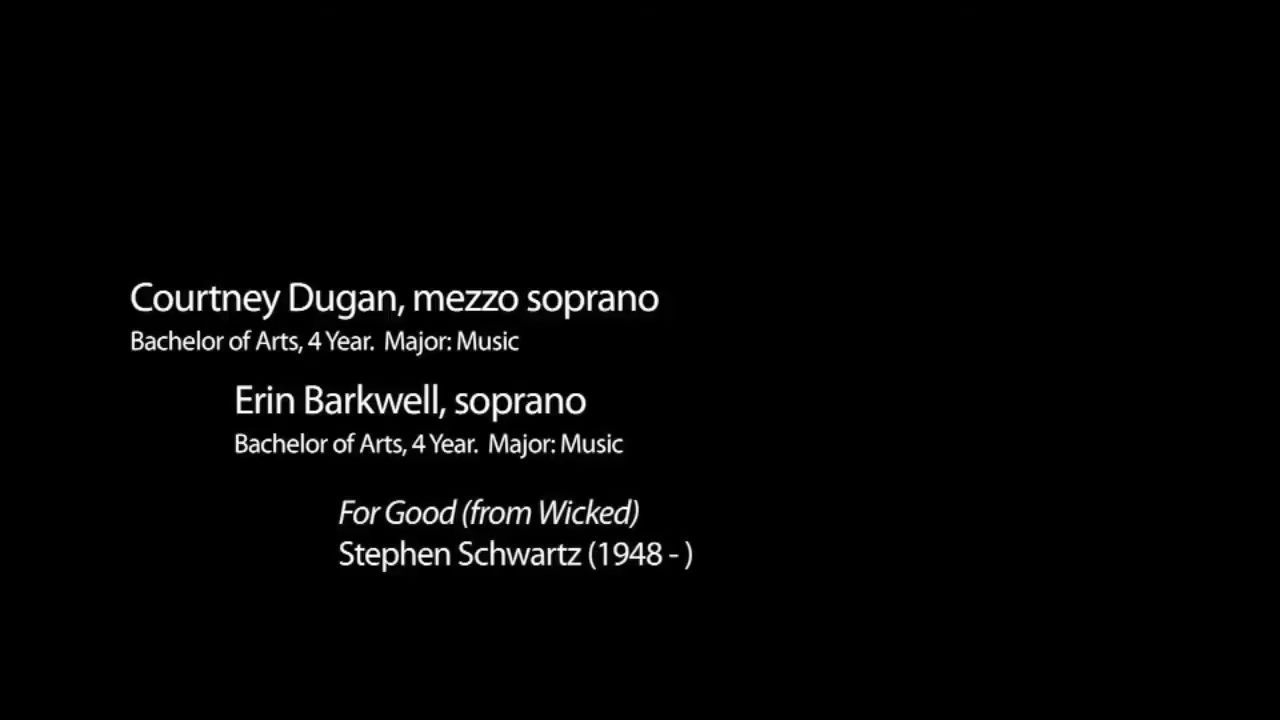 Courtney Dugan, mezzo soprano
Bachelor of Arts, 4 Year.  Major: Music
Erin Barkwell, soprano
Bachelor of Arts, 4 Year.  Major: Music
For Good (from Wicked)
Stephen Schwartz (1948 - )